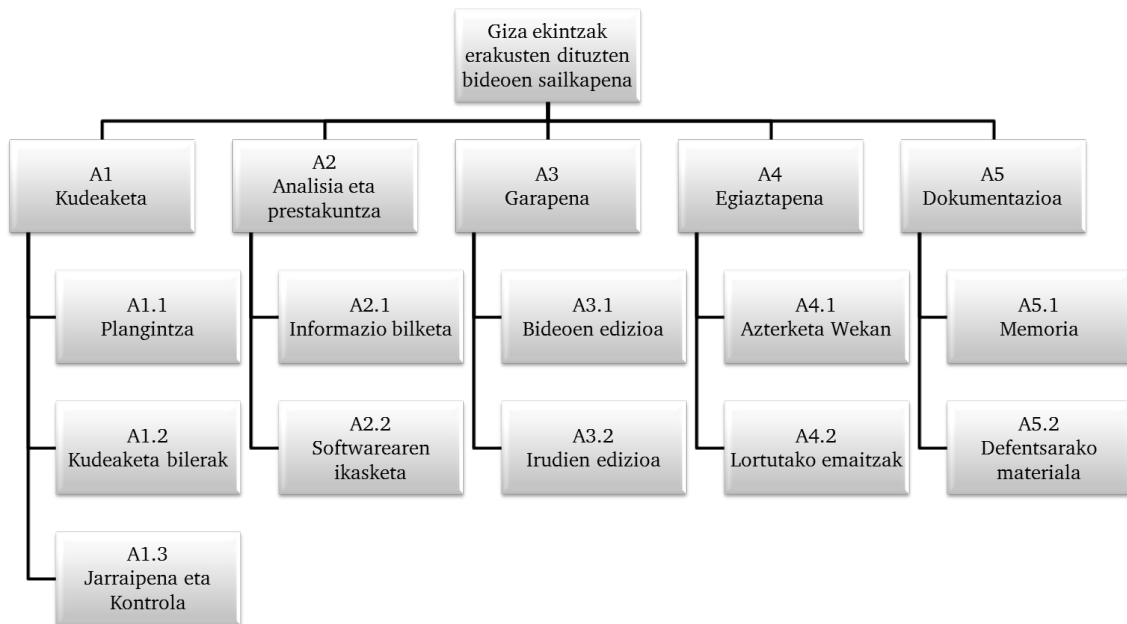 Giza ekintzak
erakusten dituzten
bideoen sailkapena
A1
Kudeaketa
A2
Analisia eta
prestakuntza
A3
Garapena
A4
Egiaztapena
A5
Dokumentazioa
A1.1
Plangintza
A2.1
Informazio bilketa
A3.1
Bideoen edizioa
A4.1
Azterketa Wekan
A5.1
Memoria
A1.2
Kudeaketa bilerak
A2.2
Softwarearen
ikasketa
A3.2
Irudien edizioa
A4.2
Lortutako emaitzak
A5.2
Defentsarako
materiala
A1.3
Jarraipena eta
Kontrola